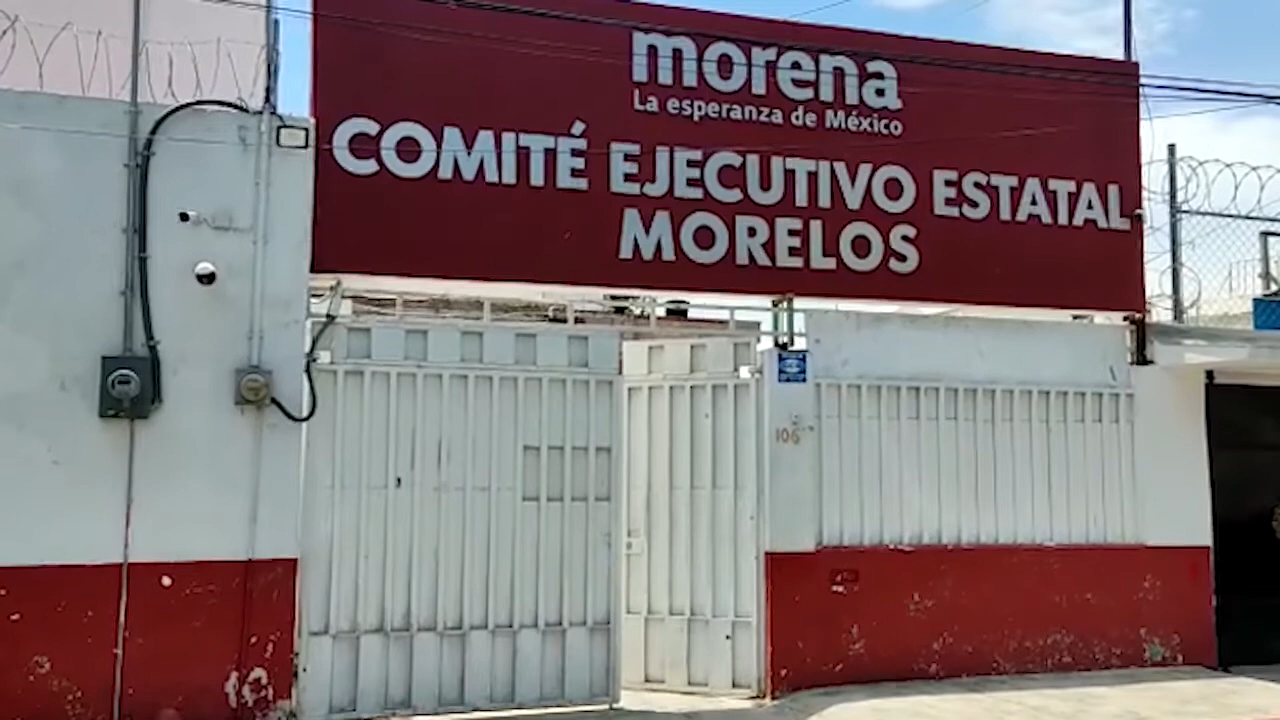 morena
La esperanza de México
COMITÉ EJECUTIVO ESTATAL
MORELOS
106